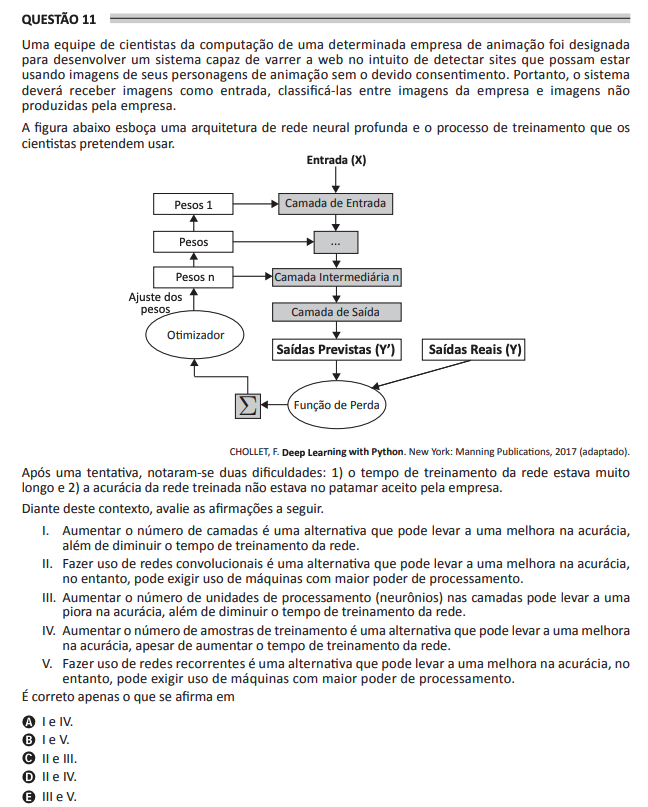 QUESTÃO 11
Uma equipe de cientistas da computação de uma determinada empresa de animação foi designada
para desenvolver um sistema capaz de varrer a web no intuito de detectar sites que possam estar
usando imagens de seus personagens de animação sem o devido consentimento. Portanto, o sistema
deverá receber imagens como entrada, classificá-las entre imagens da empresa e imagens não
produzidas pela empresa.
A figura abaixo esboça uma arquitetura de rede neural profunda e o processo de treinamento que os
cientistas pretendem usar.
Entrada (X)
Pesos 1
Camada de Entrada
Pesos
...
Pesos n
Camada Intermediária n
Ajuste dos
pesos
Camada de Saída
Otimizador
Saídas Previstas (Y')
Saídas Reais (Y)
Σ
Função de Perda
CHOLLET, F. Deep Learning with Python. New York: Manning Publications, 2017 (adaptado).
Após uma tentativa, notaram-se duas dificuldades: 1) o tempo de treinamento da rede estava muito
longo e 2) a acurácia da rede treinada não estava no patamar aceito pela empresa.
Diante deste contexto, avalie as afirmações a seguir.
I. Aumentar o número de camadas é uma alternativa que pode levar a uma melhora na acurácia,
além de diminuir o tempo de treinamento da rede.
II. Fazer uso de redes convolucionais é uma alternativa que pode levar a uma melhora na acurácia,
no entanto, pode exigir uso de máquinas com maior poder de processamento.
III. Aumentar o número de unidades de processamento (neurônios) nas camadas pode levar a uma
piora na acurácia, além de diminuir o tempo de treinamento da rede.
IV. Aumentar o número de amostras de treinamento é uma alternativa que pode levar a uma melhora
na acurácia, apesar de aumentar o tempo de treinamento da rede.
V. Fazer uso de redes recorrentes é uma alternativa que pode levar a uma melhora na acurácia, no
entanto, pode exigir uso de máquinas com maior poder de processamento.
É correto apenas o que se afirma em
A I e IV.
B I e V.
C II e III.
D II e IV.
E III e V.